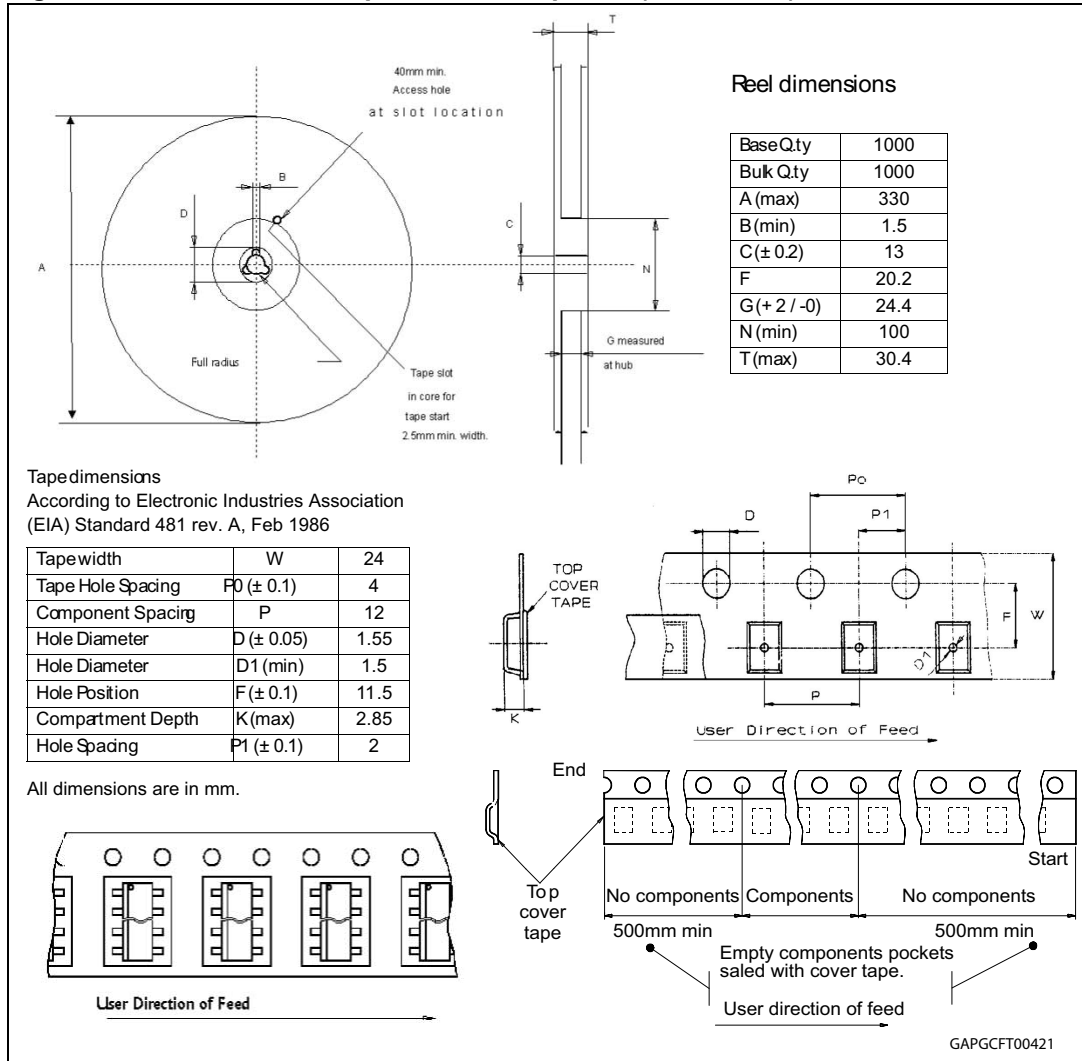 T
40mm min.
Access hole
at slot location
B
D
A
C
N
G measured
at hub
Full radius
Tape slot
in core for
tape start
2.5mm min. width.
Reel dimensions
Base Q.ty 1000
Bulk Q.ty 1000
A (max) 330
B (min) 1.5
C (± 0.2) 13
F 20.2
G (+ 2 / -0) 24.4
N (min) 100
T (max) 30.4
Tape dimensions
According to Electronic Industries Association
(EIA) Standard 481 rev. A, Feb 1986
Tape width W 24
Tape Hole Spacing P0 (± 0.1) 4
Component Spacing P 12
Hole Diameter D (± 0.05) 1.55
Hole Diameter D1 (min) 1.5
Hole Position F (± 0.1) 11.5
Compartment Depth K (max) 2.85
Hole Spacing P1 (± 0.1) 2
All dimensions are in mm.
TOP
COVER
TAPE
K
Po
P1
D
F
W
D1
P
User Direction of Feed
End
Start
Top
cover
tape
No components Components No components
500mm min 500mm min
Empty components pockets
saled with cover tape.
User direction of feed
User Direction of Feed
GAPGCFT00421